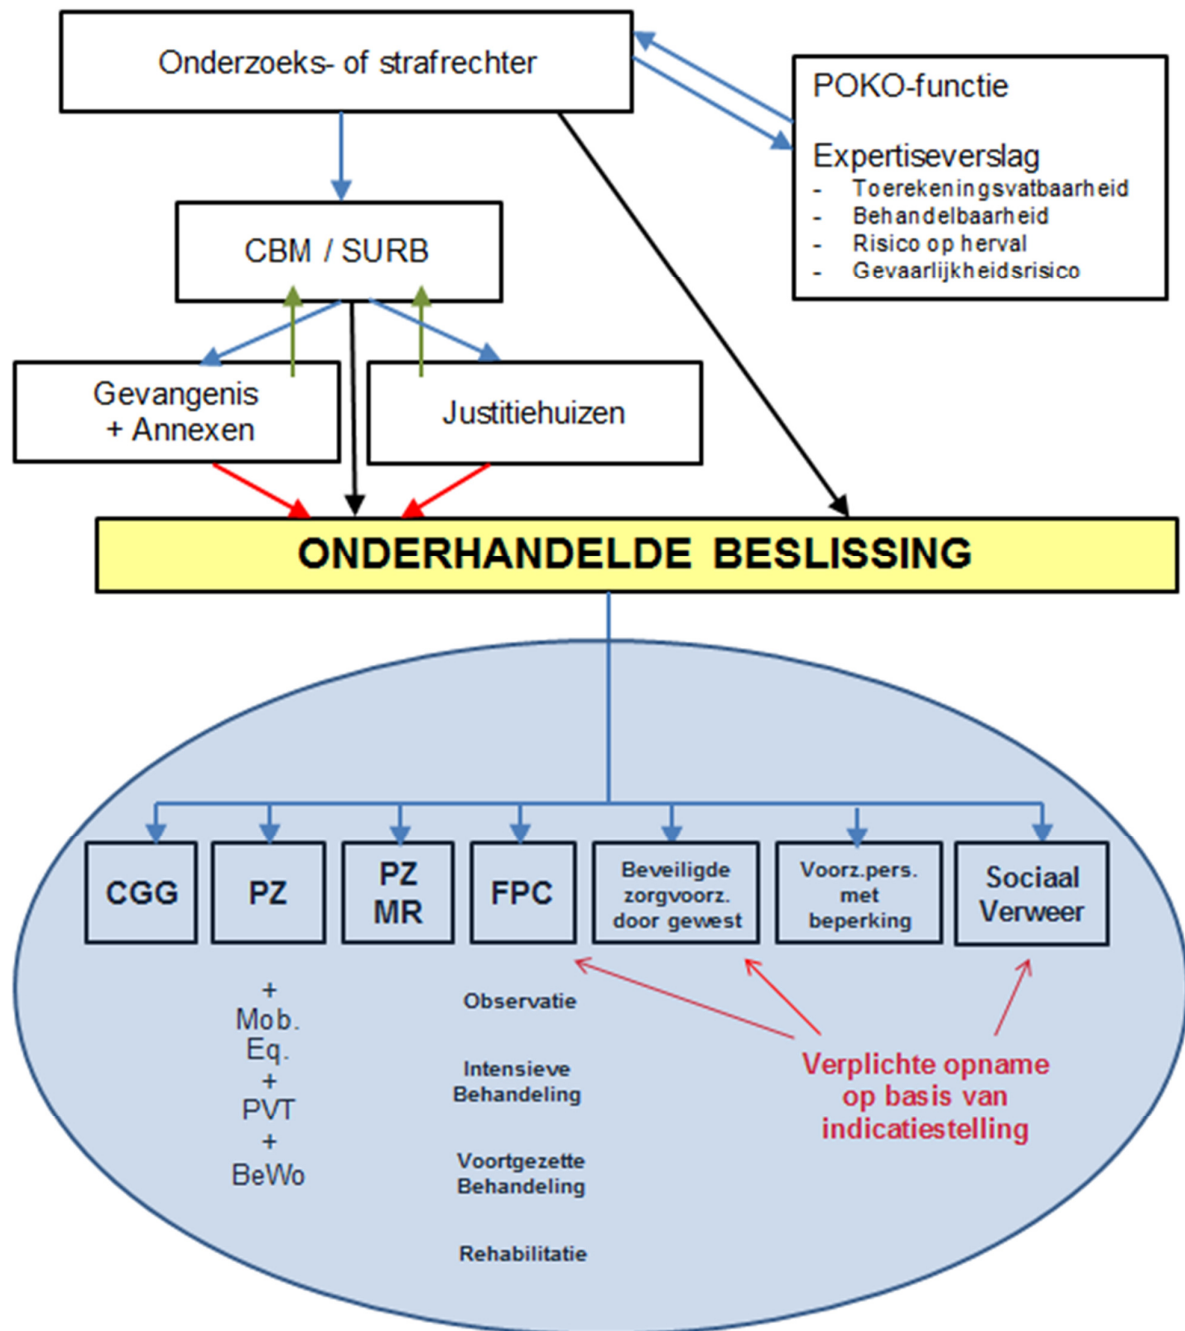 Onderzoeks- of strafrechter
POKO-functie
Expertiseverslag
- Toerekeningsvatbaarheid
- Behandelbaarheid
- Risico op herval
- Gevaarlijkheidsrisico
CBM / SURB
Gevangenis
+ Annexen
Justitiehuizen
ONDERHANDELDE BESLISSING
CGG
PZ
PZ
MR
FPC
Beveiligde
zorgvoorz.
door gewest
Voorz.pers.
met
beperking
Sociaal
Verweer
+
Mob.
Eq.
+
PVT
+
BeWo
Observatie
Intensieve
Behandeling
Voortgezette
Behandeling
Rehabilitatie
Verplichte opname
op basis van
indicatiestelling